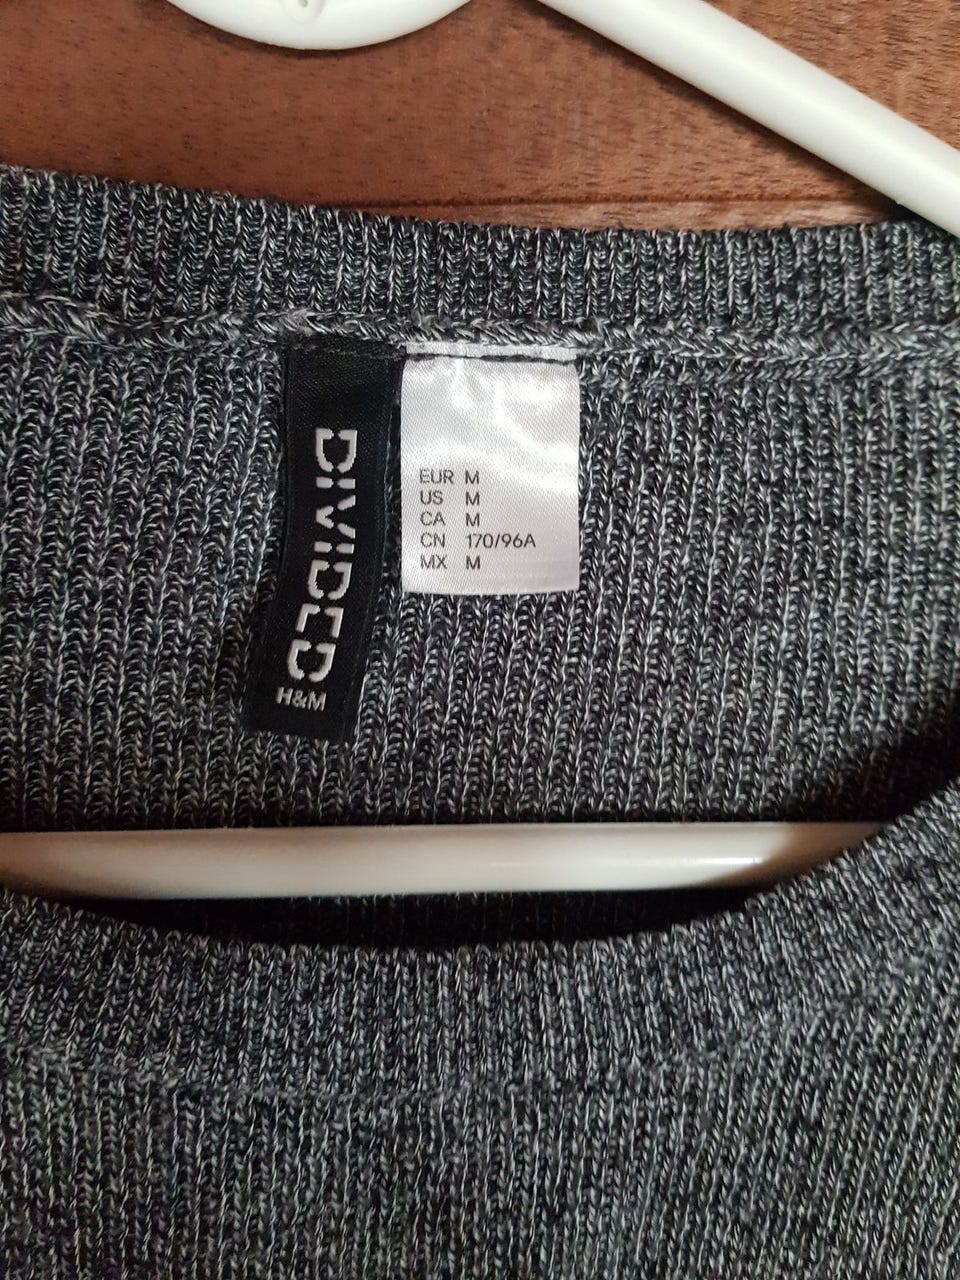 DIVIDED
H&M
EUR M
US M
CA M
CN 170/96A
MX M